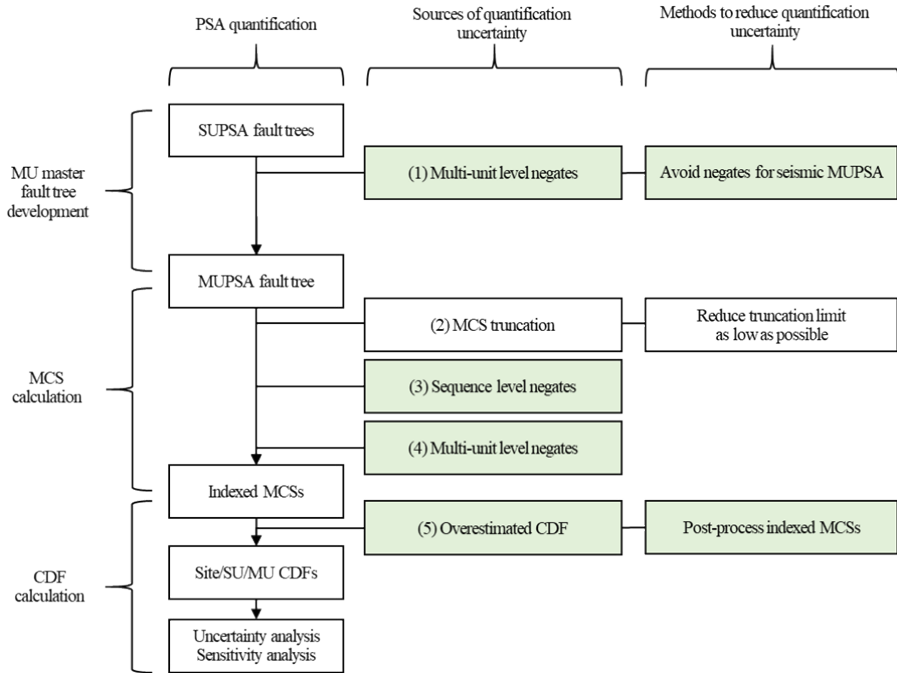 PSA quantification
Sources of quantification
uncertainty
Methods to reduce quantification
uncertainty
SUPSA fault trees
(1) Multi-unit level negates
Avoid negates for seismic MUPSA
MU master
fault tree
development
MUPSA fault tree
(2) MCS truncation
Reduce truncation limit
as low as possible
MCS
calculation
(3) Sequence level negates
(4) Multi-unit level negates
Indexed MCSs
(5) Overestimated CDF
Post-process indexed MCSs
CDF
calculation
Site/SU/MU CDFs
Uncertainty analysis
Sensitivity analysis